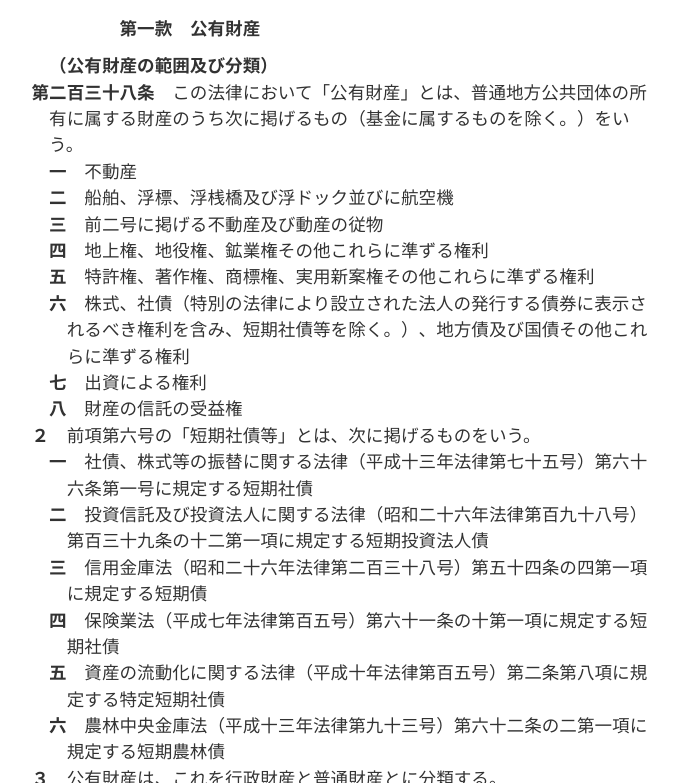 第一款　公有財産
（公有財産の範囲及び分類）
第二百三十八条　この法律において「公有財産」とは、普通地方公共団体の所
有に属する財産のうち次に掲げるもの（基金に属するものを除く。）をい
う。
一　不動産
二　船舶、浮標、浮桟橋及び浮ドック並びに航空機
三　前二号に掲げる不動産及び動産の従物
四　地上権、地役権、鉱業権その他これらに準ずる権利
五　特許権、著作権、商標権、実用新案権その他これらに準ずる権利
六　株式、社債（特別の法律により設立された法人の発行する債券に表示さ
れるべき権利を含み、短期社債等を除く。）、地方債及び国債その他これ
らに準ずる権利
七　出資による権利
八　財産の信託の受益権
２　前項第六号の「短期社債等」とは、次に掲げるものをいう。
一　社債、株式等の振替に関する法律（平成十三年法律第七十五号）第六十
六条第一号に規定する短期社債
二　投資信託及び投資法人に関する法律（昭和二十六年法律第百九十八号）
第百三十九条の十二第一項に規定する短期投資法人債
三　信用金庫法（昭和二十六年法律第二百三十八号）第五十四条の四第一項
に規定する短期債
四　保険業法（平成七年法律第百五号）第六十一条の十第一項に規定する短
期社債
五　資産の流動化に関する法律（平成十年法律第百五号）第二条第八項に規
定する特定短期社債
六　農林中央金庫法（平成十三年法律第九十三号）第六十二条の二第一項に
規定する短期農林債
３　公有財産は、これを行政財産と普通財産とに分類する。